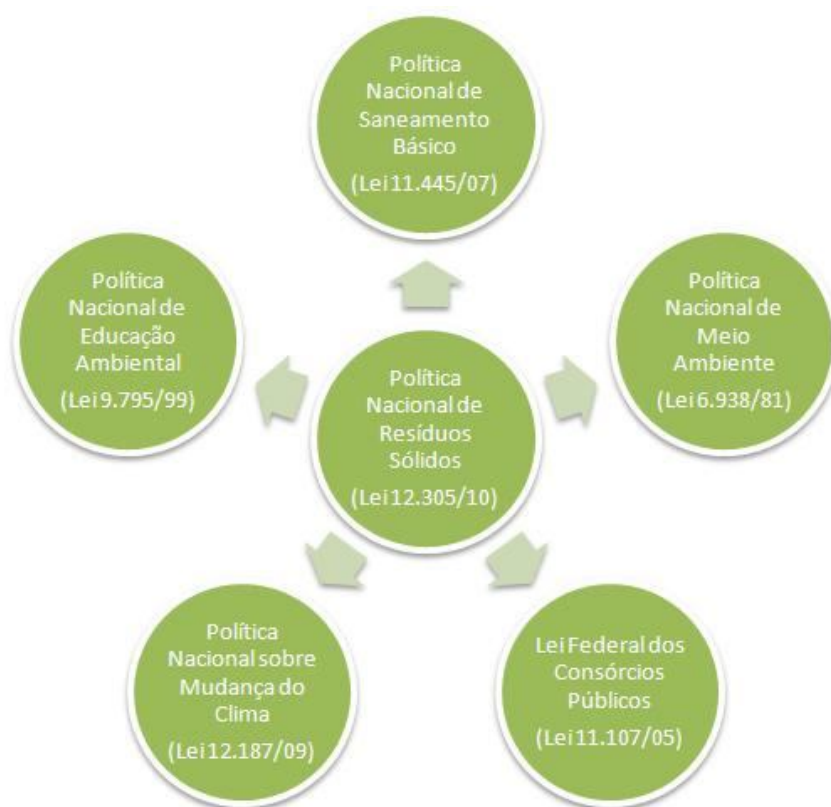 Política
Nacional de
Saneamento
Básico
(Lei 11.445/07)
Política
Nacional de
Educação
Ambiental
(Lei 9.795/99)
Política
Nacional de
Meio
Ambiente
(Lei 6.938/81)
Política
Nacional de
Resíduos
Sólidos
(Lei 12.305/10)
Política
Nacional sobre
Mudança do
Clima
(Lei 12.187/09)
Lei Federal dos
Consórcios
Públicos
(Lei 11.107/05)